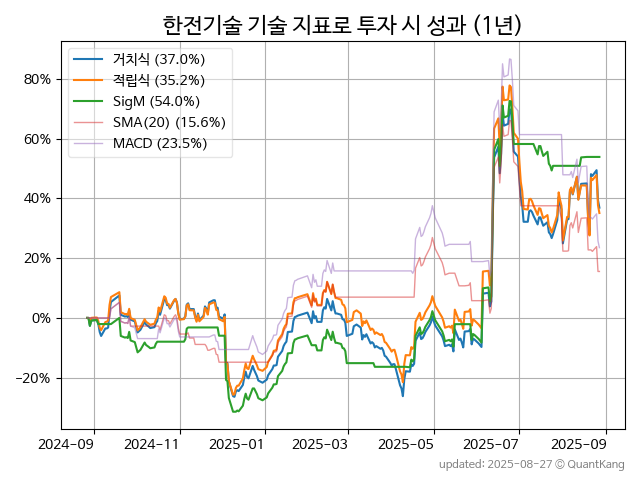 한전기술 기술 지표로 투자 시 성과 (1년)
거치식 (37.0%)
적립식 (35.2%)
SigM (54.0%)
SMA(20) (15.6%)
MACD (23.5%)
80%
60%
40%
20%
0%
−20%
2024-09 2024-11 2025-01 2025-03 2025-05 2025-07 2025-09
updated: 2025-08-27 © QuantKang